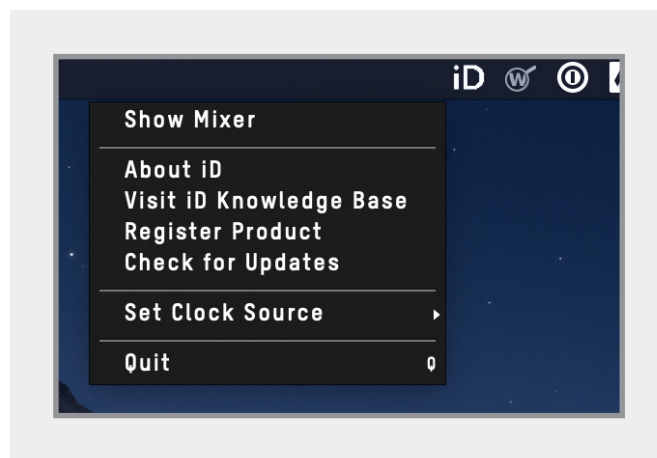 iD
Show Mixer
About iD
Visit iD Knowledge Base
Register Product
Check for Updates
Set Clock Source
Quit Q